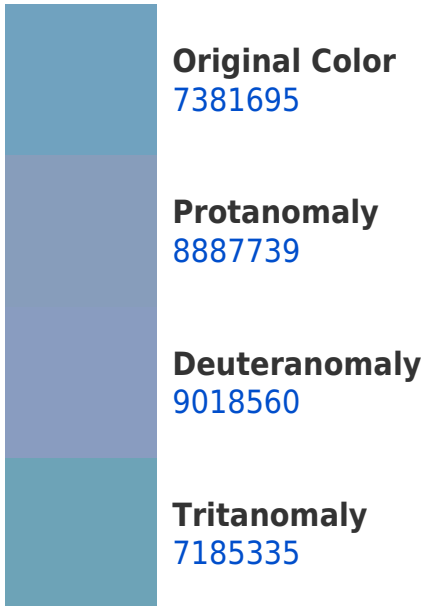 Original Color
7381695
Protanomaly
8887739
Deuteranomaly
9018560
Tritanomaly
7185335